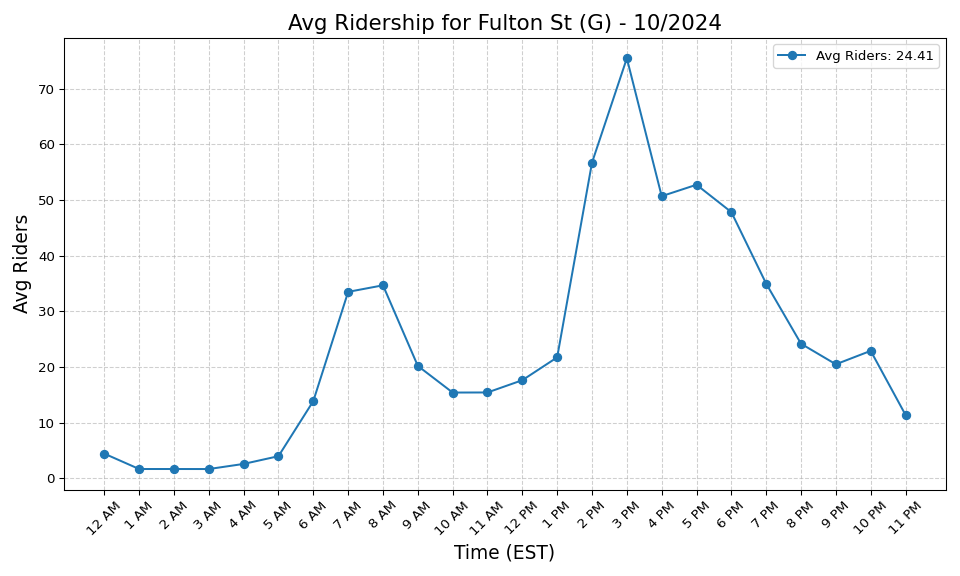 Avg Ridership for Fulton St (G) - 10/2024
Avg Riders: 24.41
Avg Riders
70
60
50
40
30
20
10
0
12 AM
1 AM
2 AM
3 AM
4 AM
5 AM
6 AM
7 AM
8 AM
9 AM
10 AM
11 AM
12 PM
1 PM
2 PM
3 PM
4 PM
5 PM
6 PM
7 PM
8 PM
9 PM
10 PM
11 PM
Time (EST)